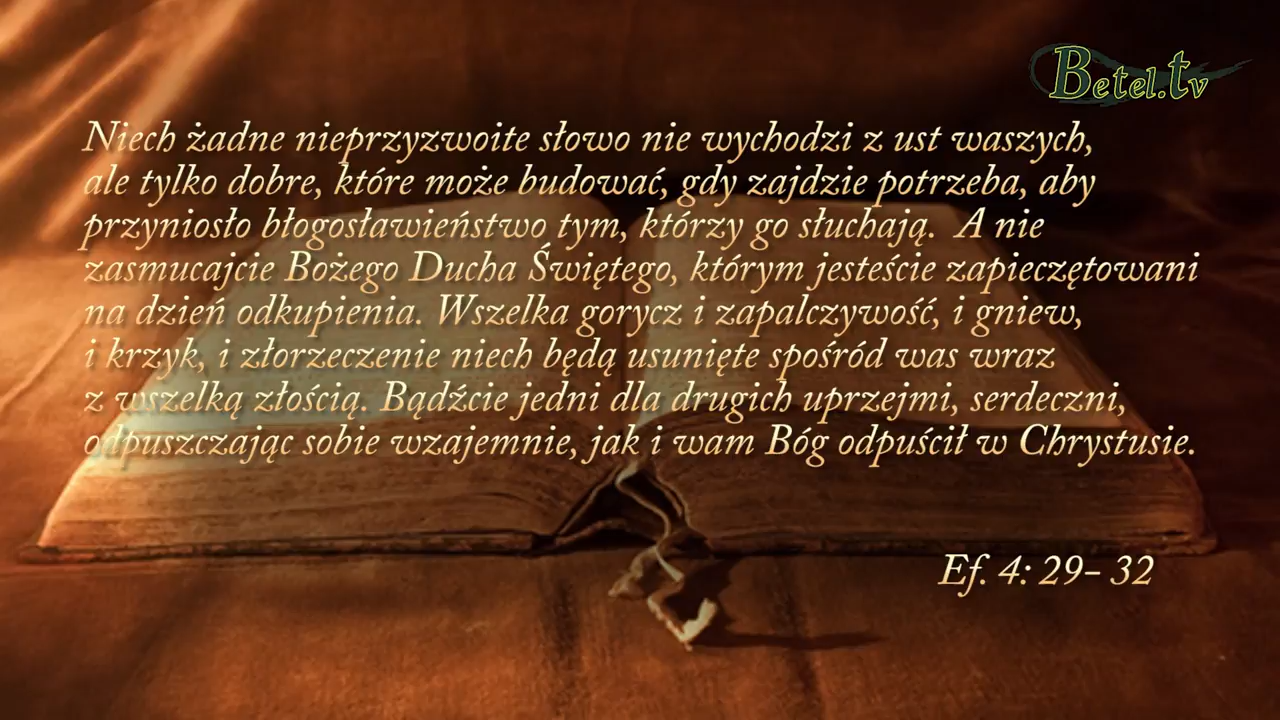 Betel.tv
Niech żadne nieprzyzwoite słowo nie wychodzi z ust waszych,
ale tylko dobre, które może budować, gdy zajdzie potrzeba, aby
przyniosło błogosławieństwo tym, którzy go słuchają. A nie
zasmucajcie Bożego Ducha Świętego, którym jesteście zapieczętowani
na dzień odkupienia. Wszelka gorycz i zapalczywość, i gniew,
i krzyk, i złorzeczenie niech będą usunięte spośród was wraz
z wszelką złością. Bądźcie jedni dla drugich uprzejmi, serdeczni,
odpuszczając sobie wzajemnie, jak i wam Bóg odpuścił w Chrystusie.
Ef. 4: 29- 32